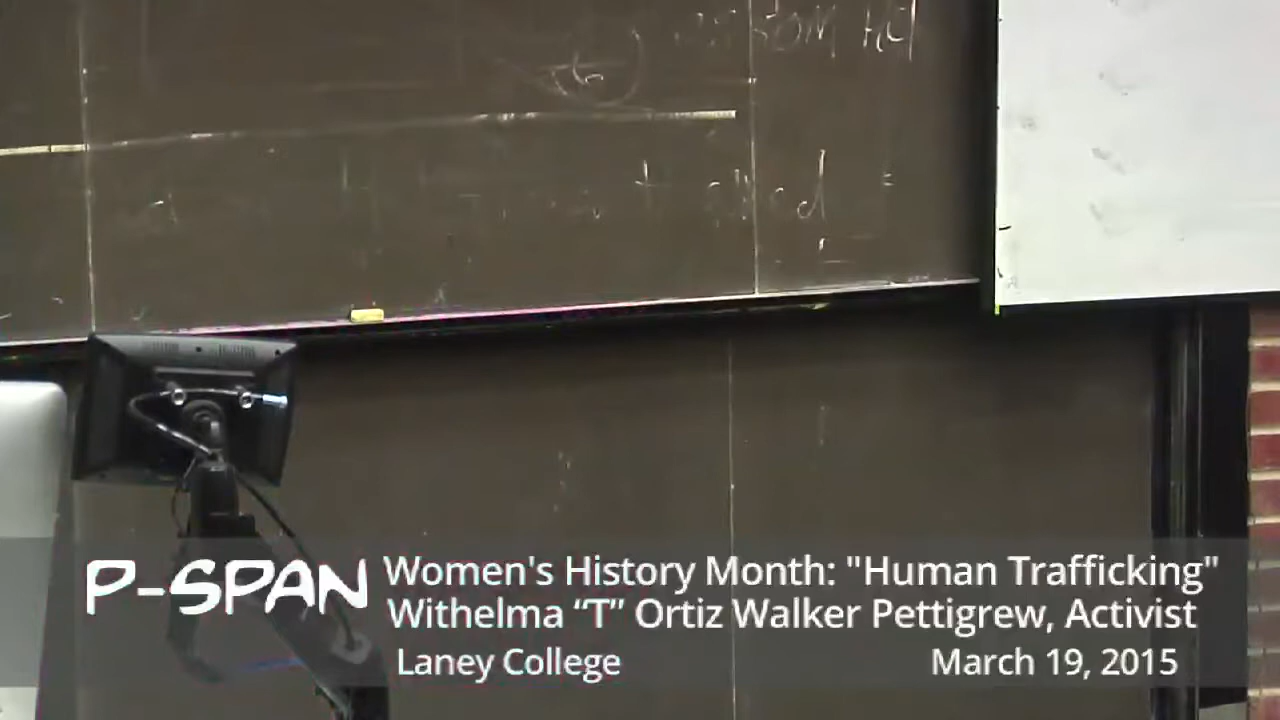 P-SPAN
Women's History Month: "Human Trafficking"
Withelma “T” Ortiz Walker Pettigrew, Activist
Laney College
March 19, 2015